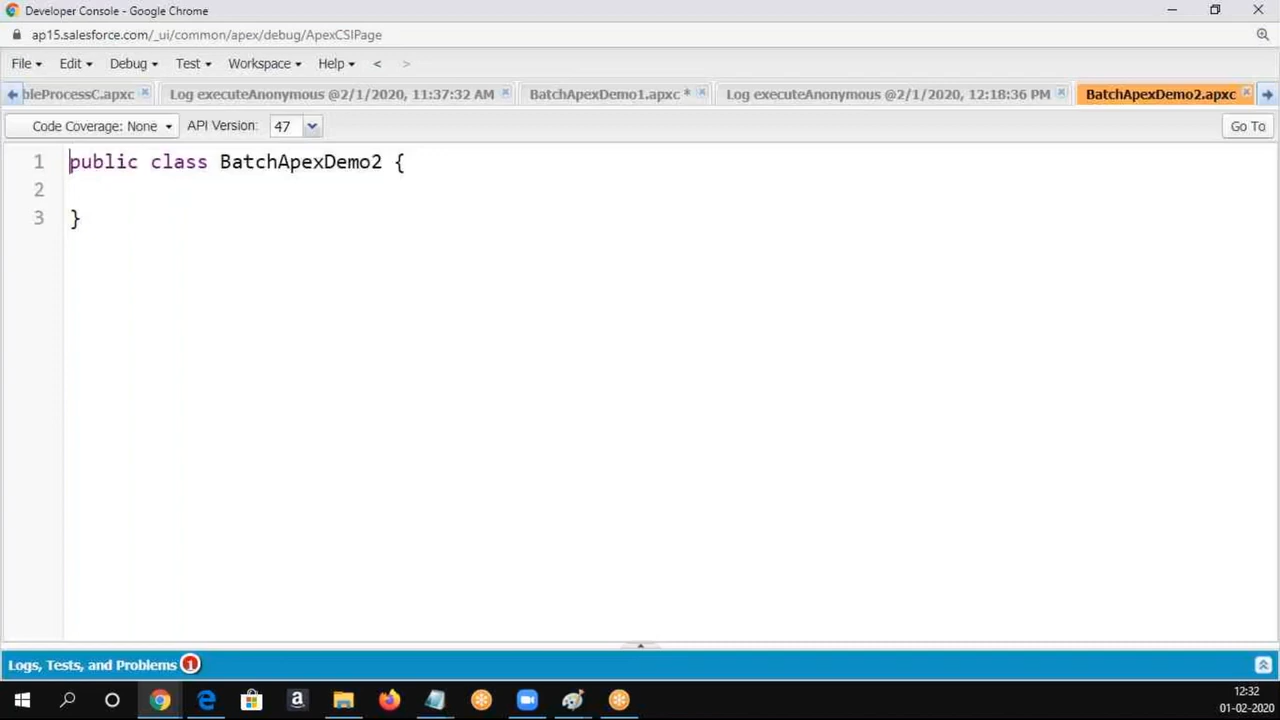 Developer Console - Google Chrome
ap15.salesforce.com/_ui/common/apex/debug/ApexCSIPage
File Edit Debug Test Workspace Help < >
bleProcessC.apxc Log executeAnonymous @2/1/2020, 11:37:32 AM BatchApexDemo1.apxc * Log executeAnonymous @2/1/2020, 12:18:36 PM BatchApexDemo2.apxc
Code Coverage: None API Version: 47 Go To
1 public class BatchApexDemo2 {
2
3 }
Logs, Tests, and Problems 1
12:32
01-02-2020